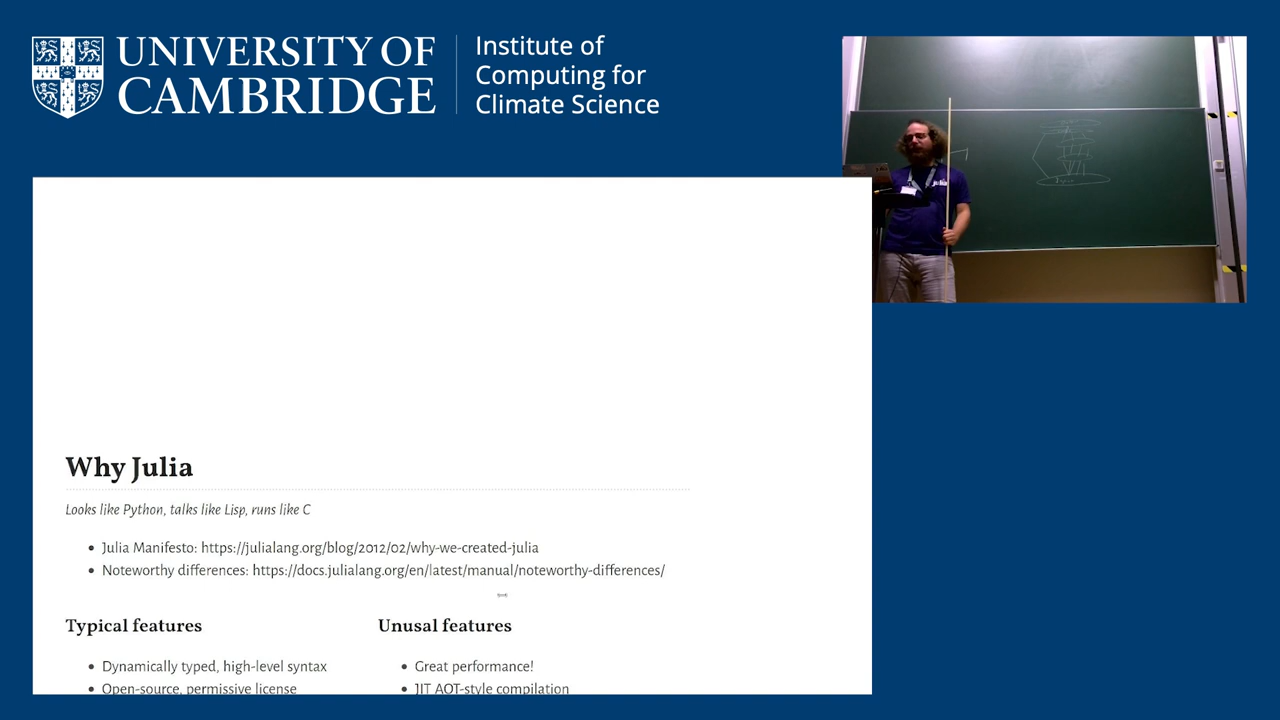 UNIVERSITY OF
CAMBRIDGE
Institute of
Computing for
Climate Science
julia
Why Julia
Looks like Python, talks like Lisp, runs like C
Julia Manifesto: https://julialang.org/blog/2012/02/why-we-created-julia
Noteworthy differences: https://docs.julialang.org/en/latest/manual/noteworthy-differences/
Typical features
Dynamically typed, high-level syntax
Open-source, permissive license
Unusal features
Great performance!
JIT AOT-style compilation